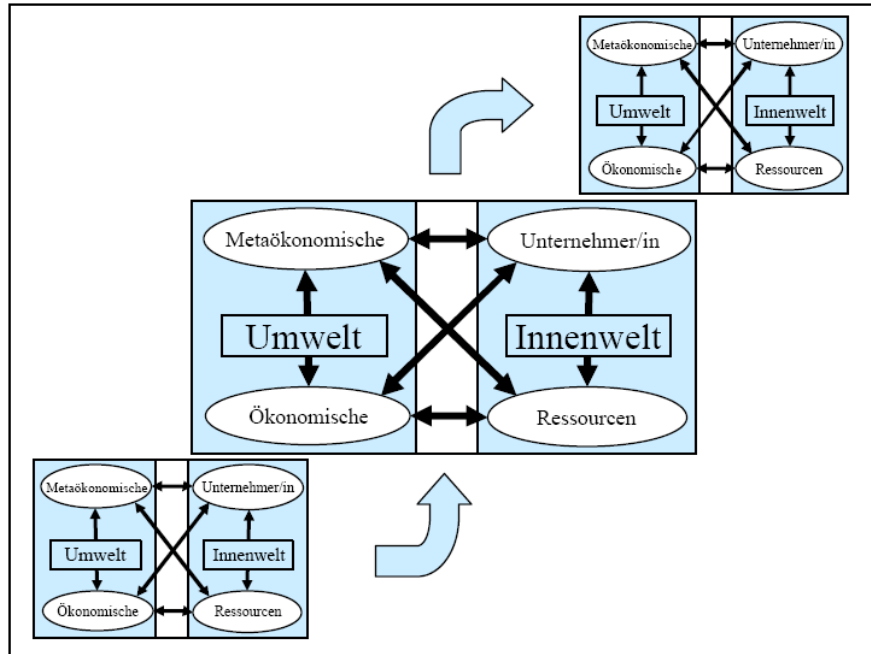 Metaökonomische
Unternehmer/in
Umwelt
Innenwelt
Ökonomische
Ressourcen
Metaökonomische
Unternehmer/in
Umwelt
Innenwelt
Ökonomische
Ressourcen
Metaökonomische
Unternehmer/in
Umwelt
Innenwelt
Ökonomische
Ressourcen